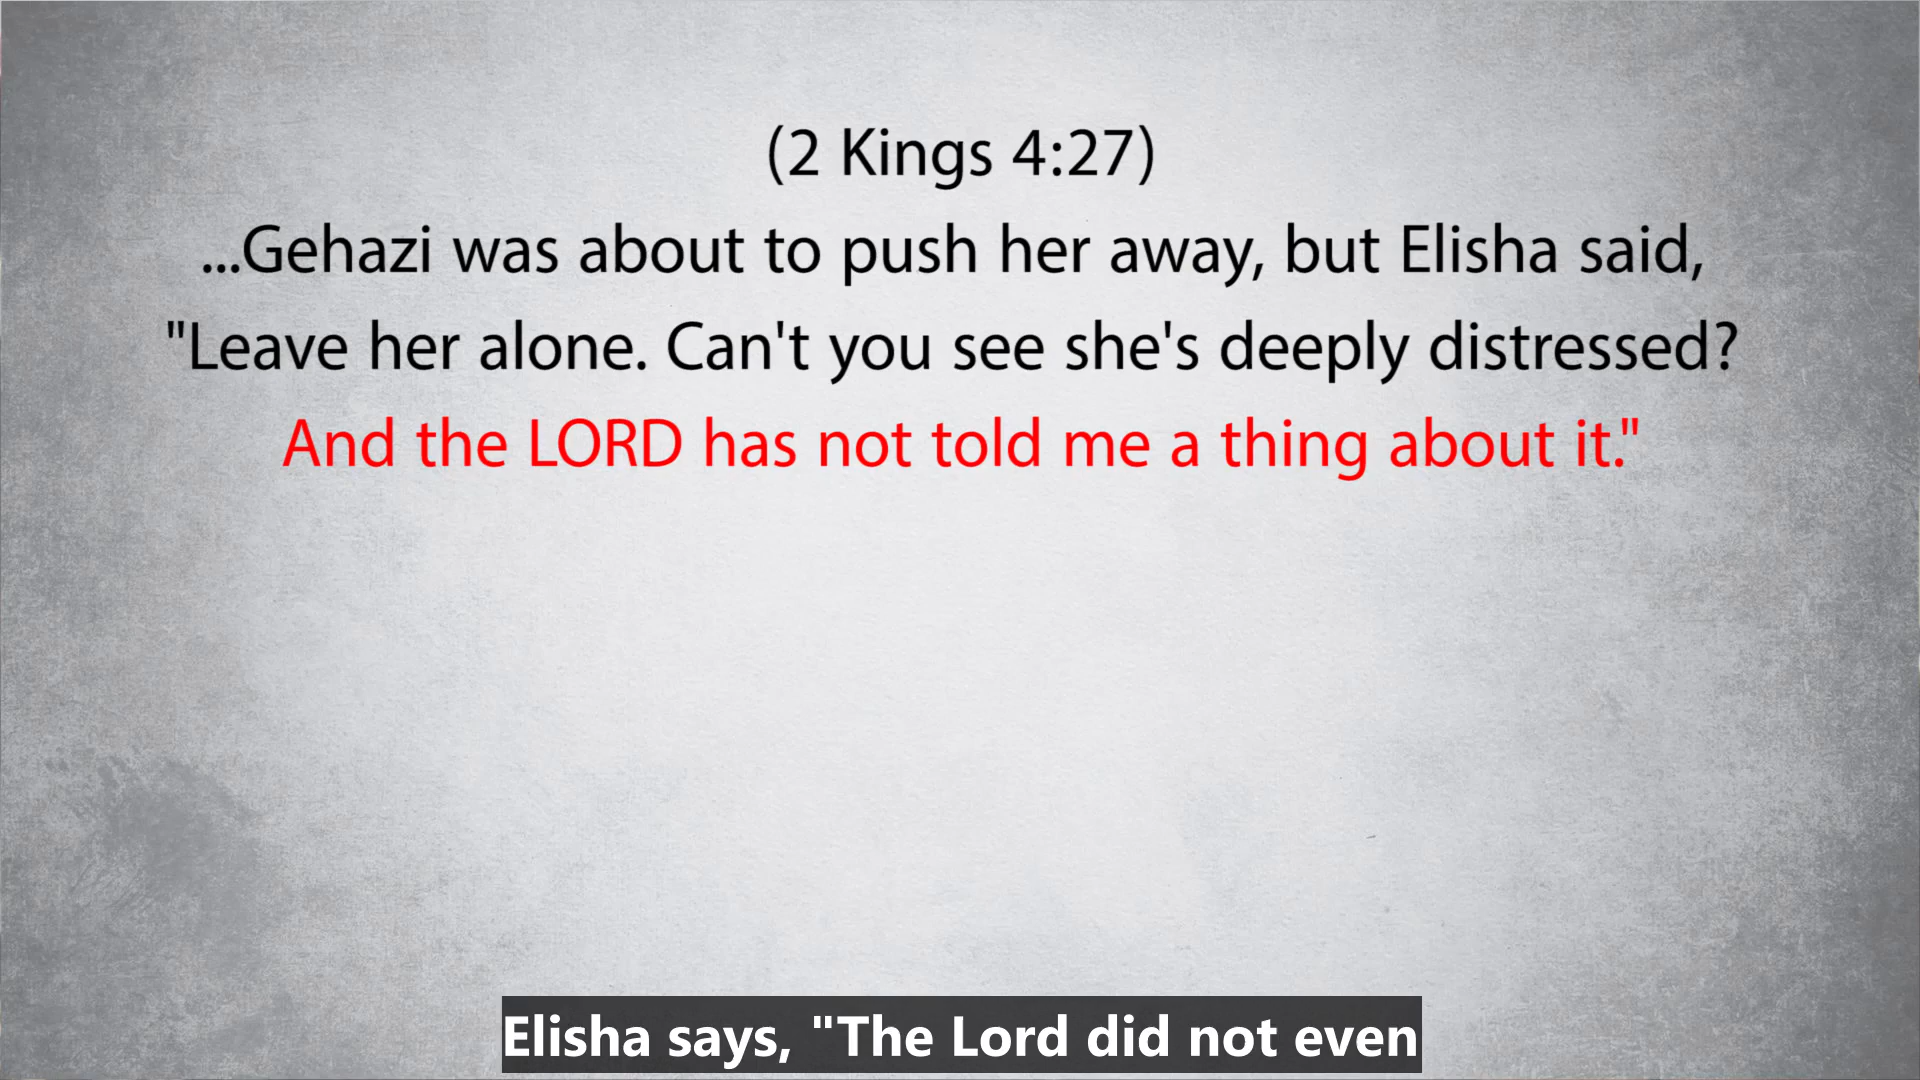 (2 Kings 4:27)
...Gehazi was about to push her away, but Elisha said,
"Leave her alone. Can't you see she's deeply distressed?
And the LORD has not told me a thing about it."
Elisha says, "The Lord did not even